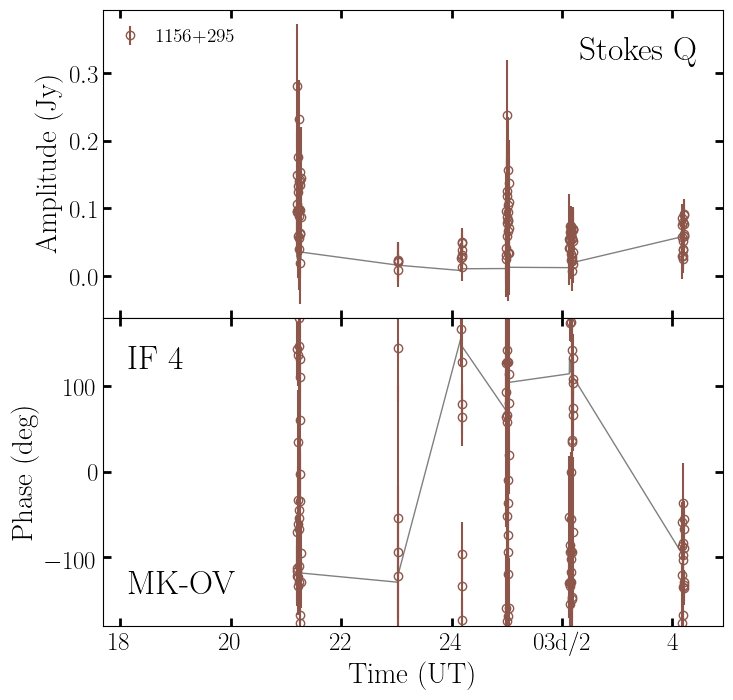 1156+295
Stokes Q
0.3
0.2
0.1
0.0
Amplitude (Jy)
IF 4
100
0
−100
Phase (deg)
MK-OV
18 20 22 24 03d/2 4
Time (UT)